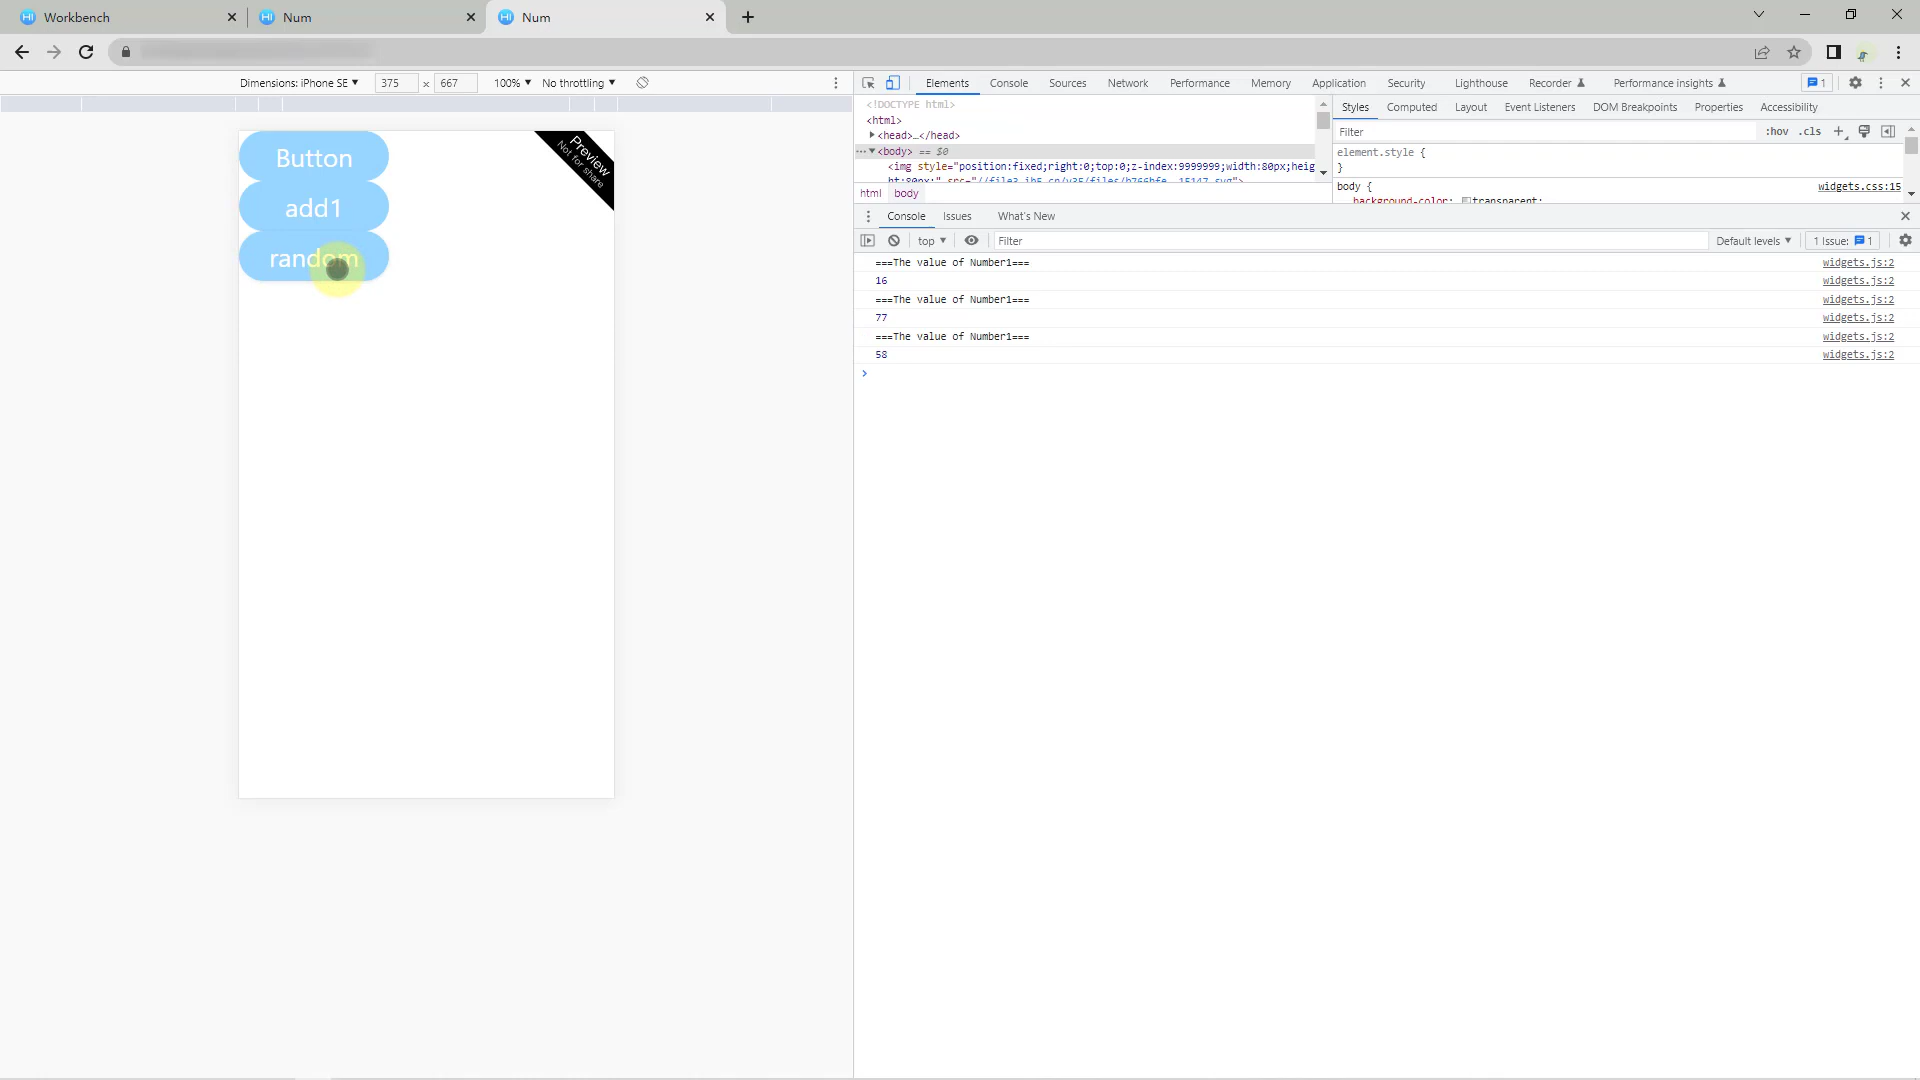 Workbench
Num
Num
Dimensions: iPhone SE
375
×
667
100%
No throttling
Elements
Console
Sources
Network
Performance
Memory
Application
Security
Lighthouse
Recorder
Performance insights
1
<!DOCTYPE html>
<html>
<head>…</head>
<body> == $0
<img style="position:fixed;right:0;top:0;z-index:9999999;width:80px;heig
html
body
Styles
Computed
Layout
Event Listeners
DOM Breakpoints
Properties
Accessibility
Filter
:hov
.cls
element.style {
}
body {
widgets.css:15
background-color: transparent;
Button
add1
random
Preview
Not for share
Console
Issues
What's New
top
Filter
Default levels
1 Issue:
1
===The value of Number1===
widgets.js:2
16
widgets.js:2
===The value of Number1===
widgets.js:2
77
widgets.js:2
===The value of Number1===
widgets.js:2
58
widgets.js:2